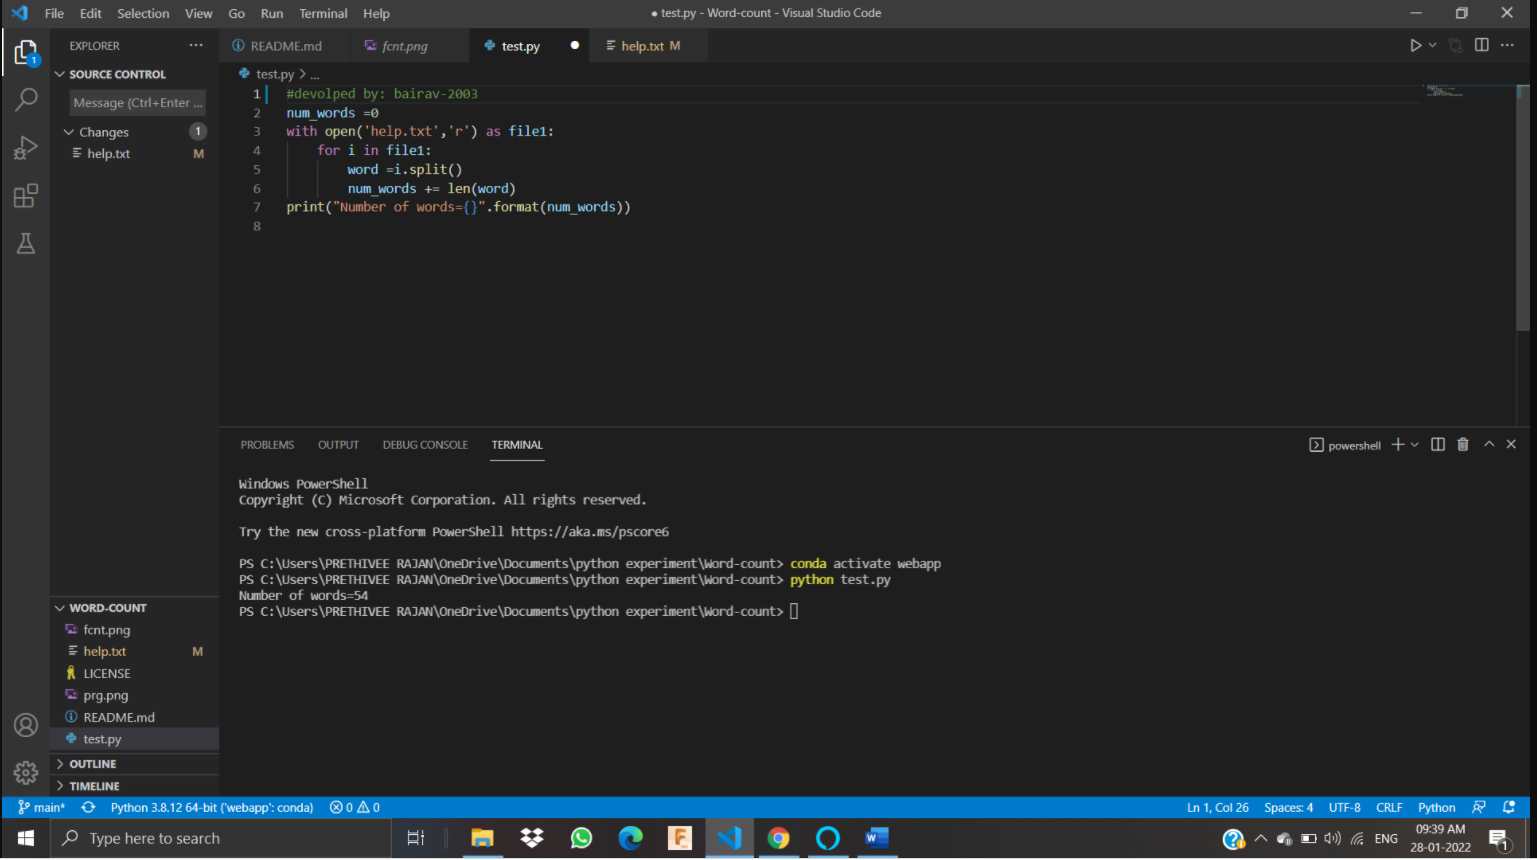 File Edit Selection View Go Run Terminal Help
● test.py - Word-count - Visual Studio Code
EXPLORER
SOURCE CONTROL
Message (Ctrl+Enter ...
Changes 1
help.txt M
README.md fcnt.png test.py help.txt M
test.py > ...
1 #devolped by: bairav-2003
2 num_words =0
3 with open('help.txt','r') as file1:
4 for i in file1:
5 word =i.split()
6 num_words += len(word)
7 print("Number of words={}".format(num_words))
8
PROBLEMS OUTPUT DEBUG CONSOLE TERMINAL
powershell
Windows PowerShell
Copyright (C) Microsoft Corporation. All rights reserved.
Try the new cross-platform PowerShell https://aka.ms/pscore6
PS C:\Users\PRETHIVEE RAJAN\OneDrive\Documents\python experiment\Word-count> conda activate webapp
PS C:\Users\PRETHIVEE RAJAN\OneDrive\Documents\python experiment\Word-count> python test.py
Number of words=54
PS C:\Users\PRETHIVEE RAJAN\OneDrive\Documents\python experiment\Word-count>
WORD-COUNT
fcnt.png
help.txt M
LICENSE
prg.png
README.md
test.py
OUTLINE
TIMELINE
main* Python 3.8.12 64-bit ('webapp': conda) 0 0
Ln 1, Col 26 Spaces: 4 UTF-8 CRLF Python
Type here to search
ENG
09:39 AM
28-01-2022
1